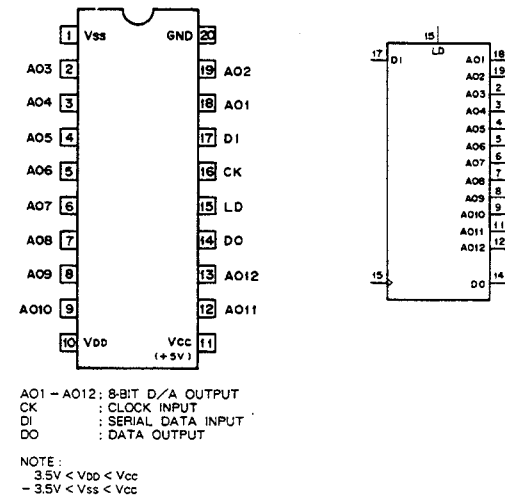 1 Vss GND 20
AO3 2 19 AO2
AO4 3 18 AO1
AO5 4 17 DI
AO6 5 16 CK
AO7 6 15 LD
AO8 7 14 DO
AO9 8 13 AO12
AO10 9 12 AO11
10 VDD Vcc 11
(+5V)
15
LD
17 DI AO1 18
AO2 19
AO3 2
AO4 3
AO5 4
AO6 5
AO7 6
AO8 7
AO9 8
AO10 9
AO11 11
AO12 12
15 DO 14
AO1 - AO12 ; 8-BIT D/A OUTPUT
CK : CLOCK INPUT
DI : SERIAL DATA INPUT
DO : DATA OUTPUT
NOTE :
3.5V < VDD < Vcc
- 3.5V < Vss < Vcc